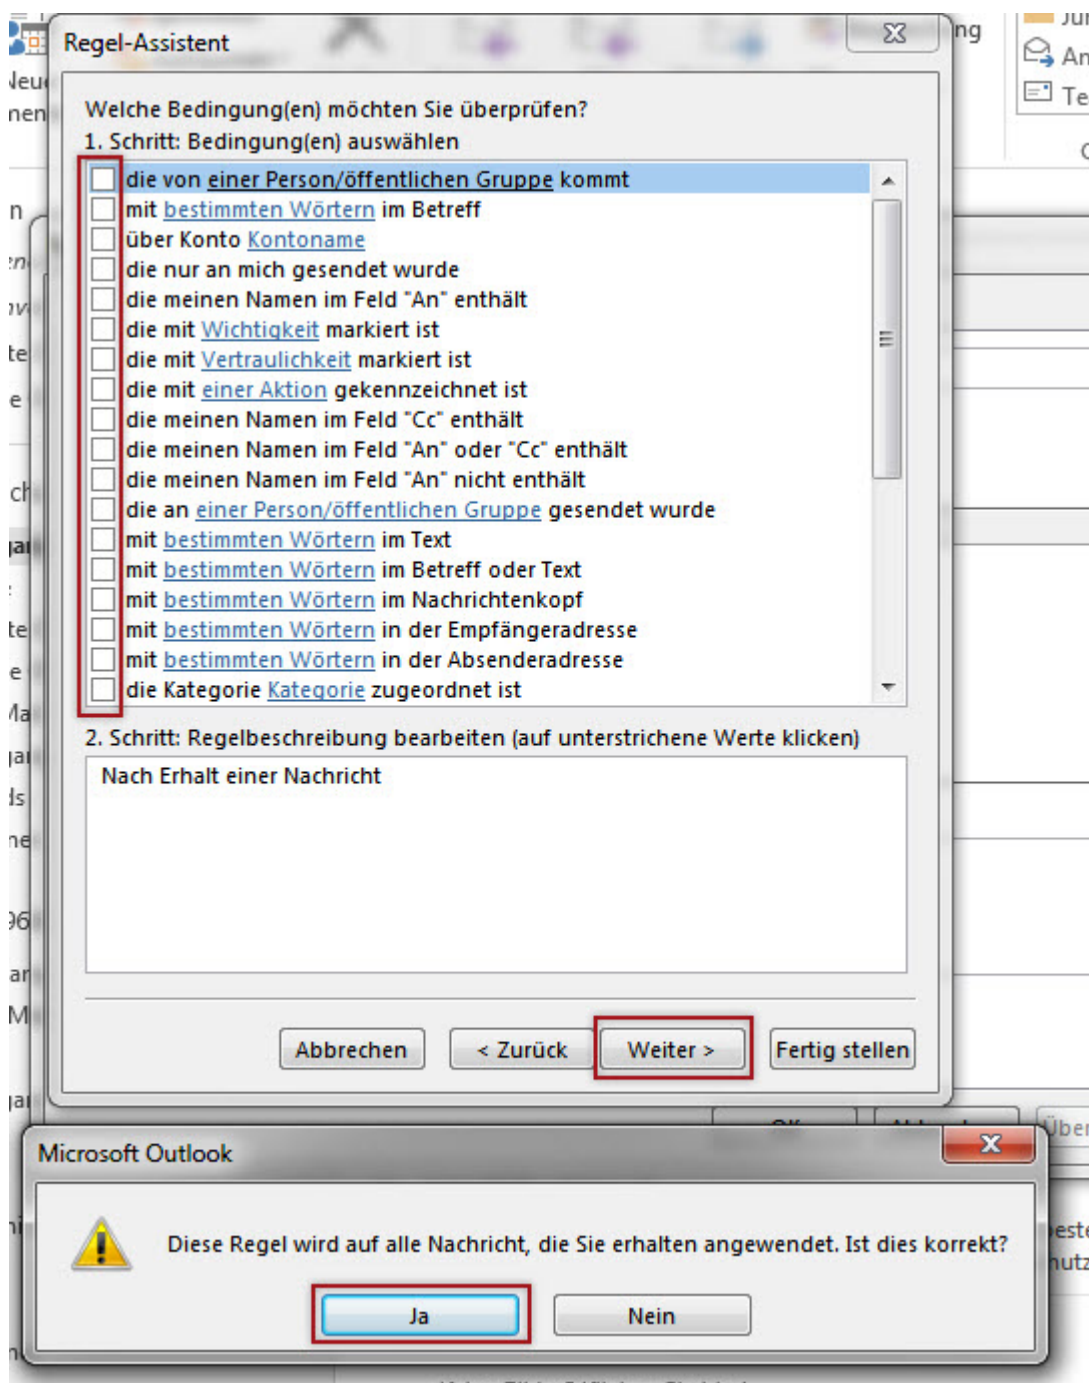 Regel-Assistent
Welche Bedingung(en) möchten Sie überprüfen?
1. Schritt: Bedingung(en) auswählen
die von einer Person/öffentlichen Gruppe kommt
mit bestimmten Wörtern im Betreff
über Konto Kontoname
die nur an mich gesendet wurde
die meinen Namen im Feld "An" enthält
die mit Wichtigkeit markiert ist
die mit Vertraulichkeit markiert ist
die mit einer Aktion gekennzeichnet ist
die meinen Namen im Feld "Cc" enthält
die meinen Namen im Feld "An" oder "Cc" enthält
die meinen Namen im Feld "An" nicht enthält
die an einer Person/öffentlichen Gruppe gesendet wurde
mit bestimmten Wörtern im Text
mit bestimmten Wörtern im Betreff oder Text
mit bestimmten Wörtern im Nachrichtenkopf
mit bestimmten Wörtern in der Empfängeradresse
mit bestimmten Wörtern in der Absenderadresse
die Kategorie Kategorie zugeordnet ist
2. Schritt: Regelbeschreibung bearbeiten (auf unterstrichene Werte klicken)
Nach Erhalt einer Nachricht
Abbrechen < Zurück Weiter > Fertig stellen
Microsoft Outlook
Diese Regel wird auf alle Nachricht, die Sie erhalten angewendet. Ist dies korrekt?
Ja Nein